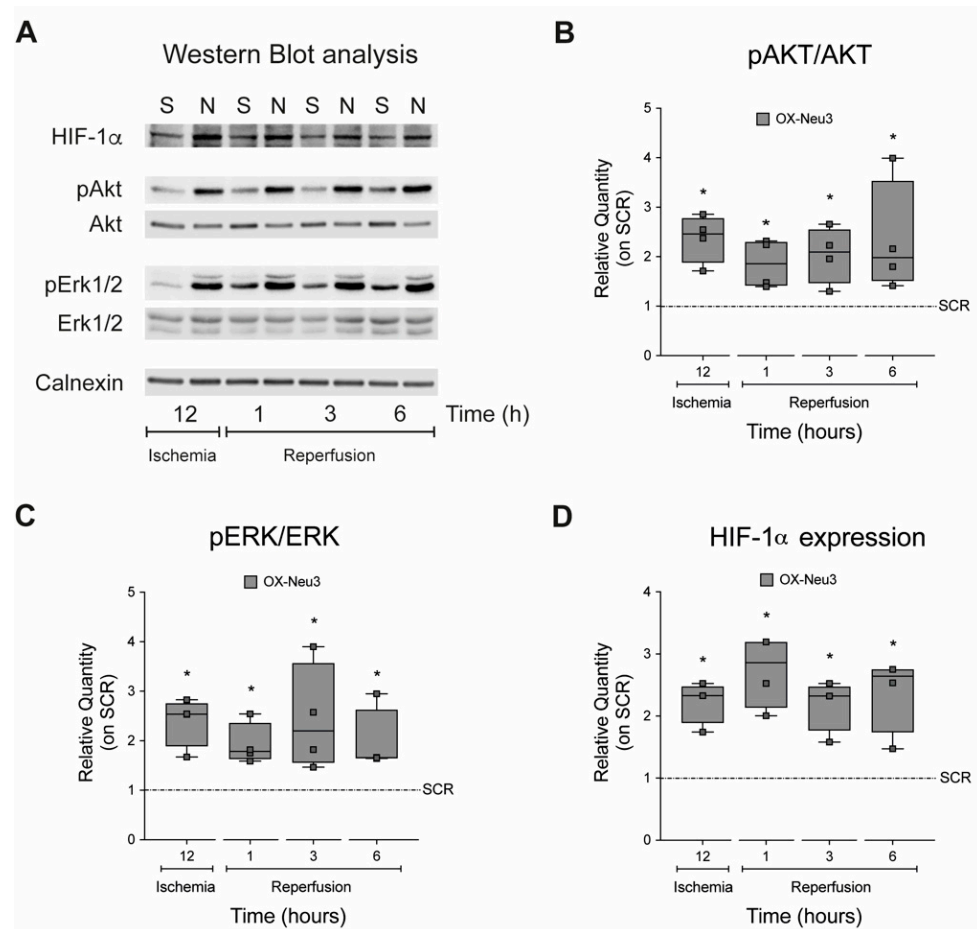 A
Western Blot analysis
S N S N S N S N
HIF-1α
pAkt
Akt
pErk1/2
Erk1/2
Calnexin
12 1 3 6 Time (h)
Ischemia Reperfusion
B
pAKT/AKT
OX-Neu3
Relative Quantity
(on SCR)
5
4
3
2
1
0
* * * *
SCR
12 1 3 6
Ischemia Reperfusion
Time (hours)
C
pERK/ERK
OX-Neu3
Relative Quantity
(on SCR)
5
4
3
2
1
0
* * * *
SCR
12 1 3 6
Ischemia Reperfusion
Time (hours)
D
HIF-1α expression
OX-Neu3
Relative Quantity
(on SCR)
4
3
2
1
0
* * * *
SCR
12 1 3 6
Ischemia Reperfusion
Time (hours)